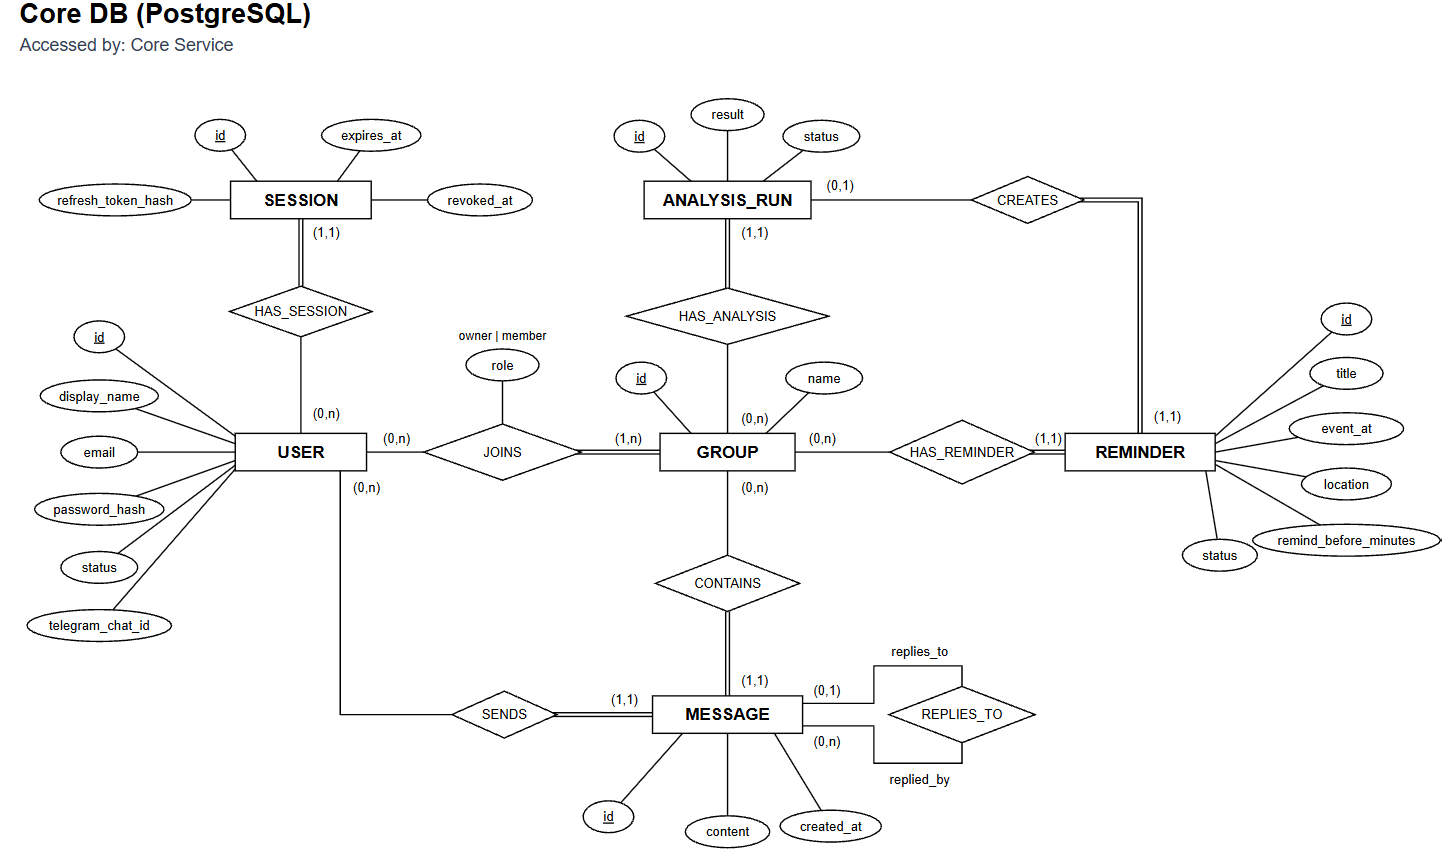 Core DB (PostgreSQL)
Accessed by: Core Service
id
expires_at
refresh_token_hash
SESSION
revoked_at
(1,1)
HAS_SESSION
(0,n)
id
result
status
ANALYSIS_RUN
(0,1)
CREATES
(1,1)
HAS_ANALYSIS
(0,n)
(1,1)
id
display_name
email
password_hash
status
telegram_chat_id
USER
(0,n)
(0,n)
owner | member
role
JOINS
(1,n)
id
name
GROUP
(0,n)
(0,n)
HAS_REMINDER
(1,1)
REMINDER
id
title
event_at
location
remind_before_minutes
status
CONTAINS
(1,1)
SENDS
(1,1)
MESSAGE
(0,1)
replies_to
REPLIES_TO
(0,n)
replied_by
id
content
created_at